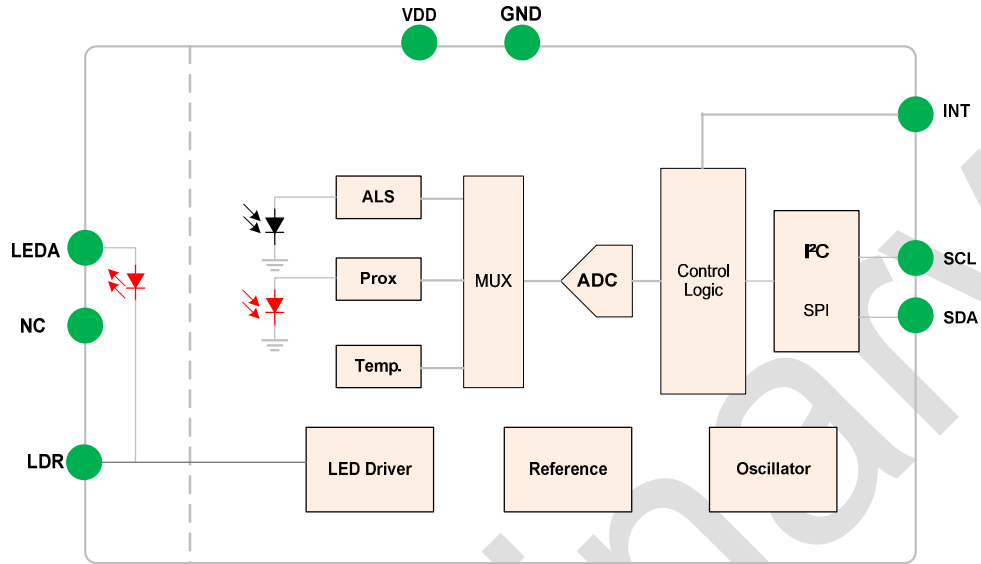 VDD
GND
INT
ALS
LEDA
Prox
MUX
ADC
Control
Logic
I²C
SPI
SCL
SDA
NC
Temp.
LDR
LED Driver
Reference
Oscillator